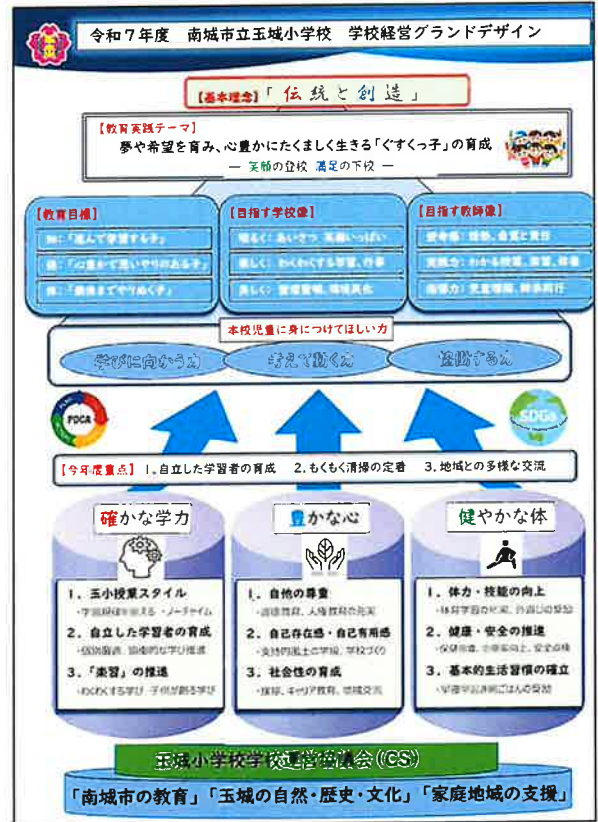 令和7年度 南城市立玉城小学校 学校経営グランドデザイン
【基本理念】「伝統と創造」
【教育実践テーマ】
夢や希望を育み、心豊かにたくましく生きる「ぐすくっ子」の育成
― 笑顔の登校 満足の下校 ―
【教育目標】
知:「進んで学習する子」
徳:「心豊かで思いやりのある子」
体:「最後までやりぬく子」
【目指す学校像】
明るく:あいさつ 笑顔いっぱい
楽しく:わくわくする学習、行事
美しく:整理整頓、環境美化
【目指す教師像】
使命感:情熱、自覚と責任
実践力:わかる授業
指導力:児童理解、師弟同行
本校児童に身につけてほしい力
学びに向かう力
考えて動く力
協働する力
PDCA
SDGs
【今年度重点】 1.自立した学習者の育成 2.もくもく清掃の定着 3.地域との多様な交流
確かな学力
1.玉小授業スタイル
・ノーチャイム
2.自立した学習者の育成
・個別最適、協働的な学び推進
3.「楽習」の推進
・わくわくする学び・子供が創る学び
豊かな心
1.自他の尊重
・道徳教育、人権教育の充実
2.自己存在感・自己有用感
・支持的風土の学級、学校づくり
3.社会性の育成
・挨拶、キャリア教育、地域交流
健やかな体
1.体力・技能の向上
・体育学習の充実、外遊びの奨励
2.健康・安全の推進
・保健指導、安全点検
3.基本的生活習慣の確立
・早寝早起き朝ごはんの奨励
玉城小学校学校運営協議会(CS)
「南城市の教育」「玉城の自然・歴史・文化」「家庭地域の支援」